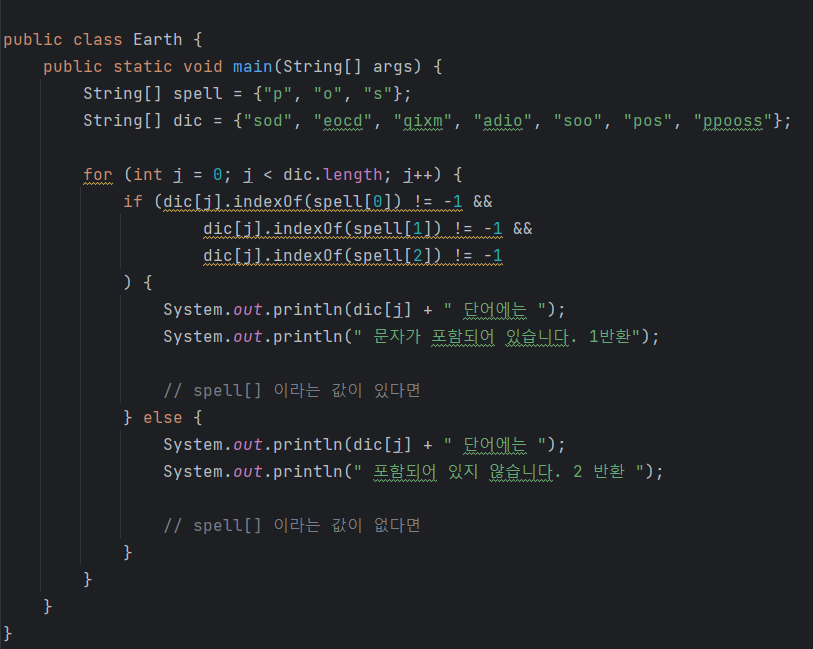 public class Earth {
    public static void main(String[] args) {
        String[] spell = {"p", "o", "s"};
        String[] dic = {"sod", "eocd", "qixm", "adio", "soo", "pos", "ppooss"};
        for (int j = 0; j < dic.length; j++) {
            if (dic[j].indexOf(spell[0]) != -1 &&
                    dic[j].indexOf(spell[1]) != -1 &&
                    dic[j].indexOf(spell[2]) != -1
            ) {
                System.out.println(dic[j] + " 단어에는 ");
                System.out.println(" 문자가 포함되어 있습니다. 1반환");
                // spell[] 이라는 값이 있다면
            } else {
                System.out.println(dic[j] + " 단어에는 ");
                System.out.println(" 포함되어 있지 않습니다. 2 반환 ");
                // spell[] 이라는 값이 없다면
            }
        }
    }
}